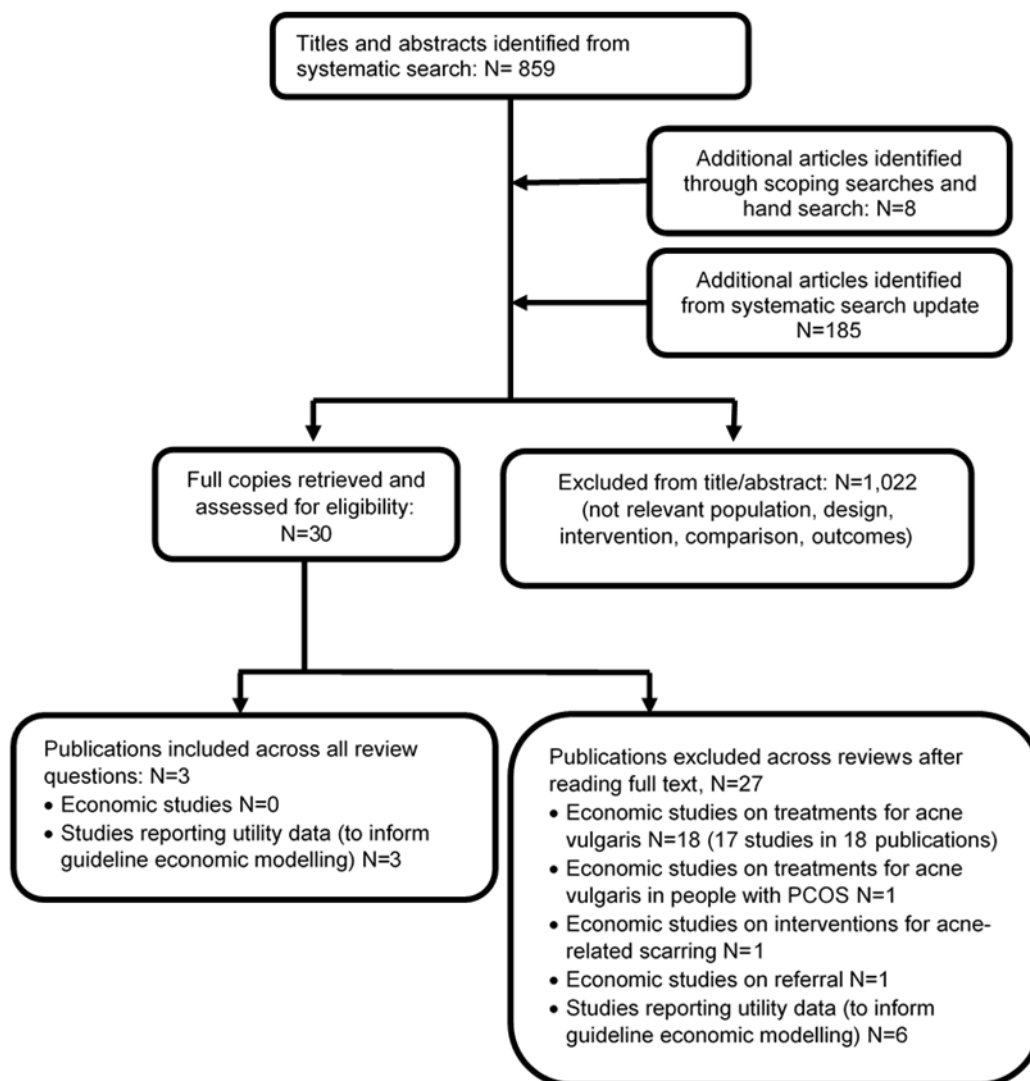 Titles and abstracts identified from
systematic search: N= 859
Additional articles identified
through scoping searches and
hand search: N=8
Additional articles identified
from systematic search update
N=185
Full copies retrieved and
assessed for eligibility:
N=30
Excluded from title/abstract: N=1,022
(not relevant population, design,
intervention, comparison, outcomes)
Publications included across all review
questions: N=3
• Economic studies N=0
• Studies reporting utility data (to inform
guideline economic modelling) N=3
Publications excluded across reviews after
reading full text, N=27
• Economic studies on treatments for acne
vulgaris N=18 (17 studies in 18 publications)
• Economic studies on treatments for acne
vulgaris in people with PCOS N=1
• Economic studies on interventions for acne-
related scarring N=1
• Economic studies on referral N=1
• Studies reporting utility data (to inform
guideline economic modelling) N=6